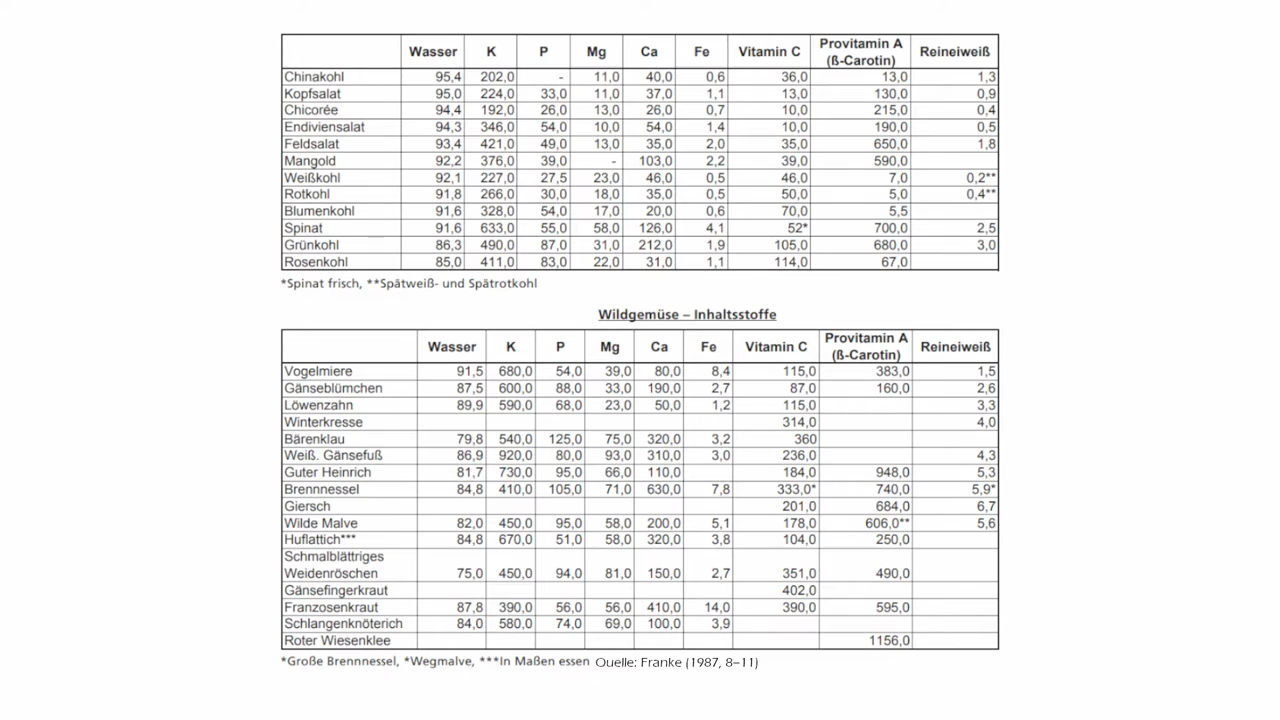 Wasser K P Mg Ca Fe Vitamin C Provitamin A (ß-Carotin) Reineiweiß
Chinakohl 95,4 202,0 - 11,0 40,0 0,6 36,0 13,0 1,3
Kopfsalat 95,0 224,0 33,0 11,0 37,0 1,1 13,0 130,0 0,9
Chicorée 94,4 192,0 26,0 13,0 26,0 0,7 10,0 215,0 0,4
Endiviensalat 94,3 346,0 54,0 10,0 54,0 1,4 10,0 190,0 0,5
Feldsalat 93,4 421,0 49,0 13,0 35,0 2,0 35,0 650,0 1,8
Mangold 92,2 376,0 39,0 - 103,0 2,2 39,0 590,0
Weißkohl 92,1 227,0 27,5 23,0 46,0 0,5 46,0 7,0 0,2**
Rotkohl 91,8 266,0 30,0 18,0 35,0 0,5 50,0 5,0 0,4**
Blumenkohl 91,6 328,0 54,0 17,0 20,0 0,6 70,0 5,5
Spinat 91,6 633,0 55,0 58,0 126,0 4,1 52* 700,0 2,5
Grünkohl 86,3 490,0 87,0 31,0 212,0 1,9 105,0 680,0 3,0
Rosenkohl 85,0 411,0 83,0 22,0 31,0 1,1 114,0 67,0
*Spinat frisch, **Spätweiß- und Spätrotkohl
Wildgemüse – Inhaltsstoffe
Wasser K P Mg Ca Fe Vitamin C Provitamin A (ß-Carotin) Reineiweiß
Vogelmiere 91,5 680,0 54,0 39,0 80,0 8,4 115,0 383,0 1,5
Gänseblümchen 87,5 600,0 88,0 33,0 190,0 2,7 87,0 160,0 2,6
Löwenzahn 89,9 590,0 68,0 23,0 50,0 1,2 115,0 3,3
Winterkresse 314,0 4,0
Bärenklau 79,8 540,0 125,0 75,0 320,0 3,2 360
Weiß. Gänsefuß 86,9 920,0 80,0 93,0 310,0 3,0 236,0 4,3
Guter Heinrich 81,7 730,0 95,0 66,0 110,0 184,0 948,0 5,3
Brennnessel 84,8 410,0 105,0 71,0 630,0 7,8 333,0* 740,0 5,9*
Giersch 201,0 684,0 6,7
Wilde Malve 82,0 450,0 95,0 58,0 200,0 5,1 178,0 606,0** 5,6
Huflattich*** 84,8 670,0 51,0 58,0 320,0 3,8 104,0 250,0
Schmalblättriges
Weidenröschen 75,0 450,0 94,0 81,0 150,0 2,7 351,0 490,0
Gänsefingerkraut 402,0
Franzosenkraut 87,8 390,0 56,0 56,0 410,0 14,0 390,0 595,0
Schlangenknöterich 84,0 580,0 74,0 69,0 100,0 3,9
Roter Wiesenklee 1156,0
*Große Brennnessel, *Wegmalve, ***In Maßen essen Quelle: Franke (1987, 8–11)